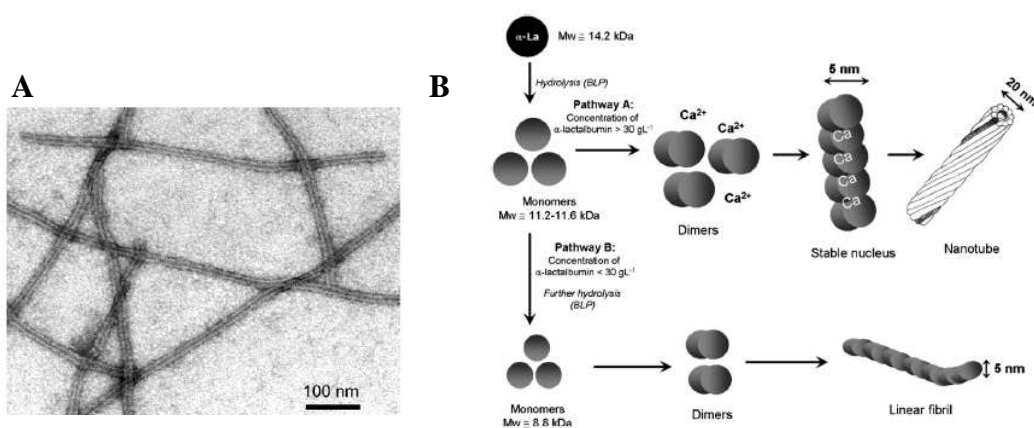 A
100 nm
B
α-La
Mw ≅ 14.2 kDa
Hydrolysis (BLP)
Pathway A:
Concentration of
α-lactalbumin > 30 gL⁻¹
Monomers
Mw ≅ 11.2-11.6 kDa
Ca²⁺
Ca²⁺
Ca²⁺
Dimers
5 nm
Ca
Ca
Ca
Ca
Stable nucleus
20 nm
Nanotube
Pathway B:
Concentration of
α-lactalbumin < 30 gL⁻¹
Further hydrolysis
(BLP)
Monomers
Mw ≅ 8.8 kDa
Dimers
5 nm
Linear fibril